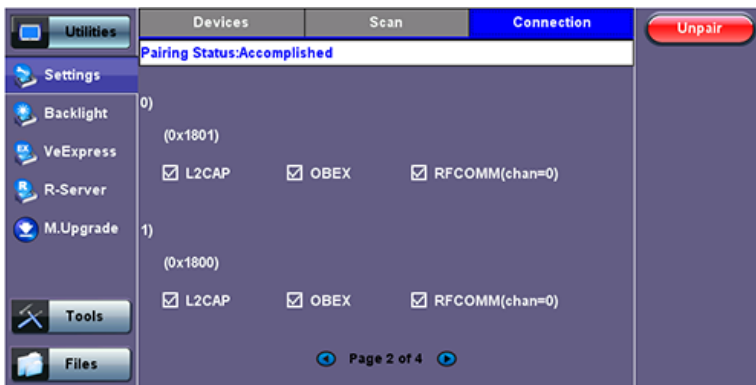 Utilities
Settings
Backlight
VeExpress
R-Server
M.Upgrade
Tools
Files
Devices Scan Connection
Pairing Status:Accomplished
0)
(0x1801)
L2CAP OBEX RFCOMM(chan=0)
1)
(0x1800)
L2CAP OBEX RFCOMM(chan=0)
Page 2 of 4
Unpair